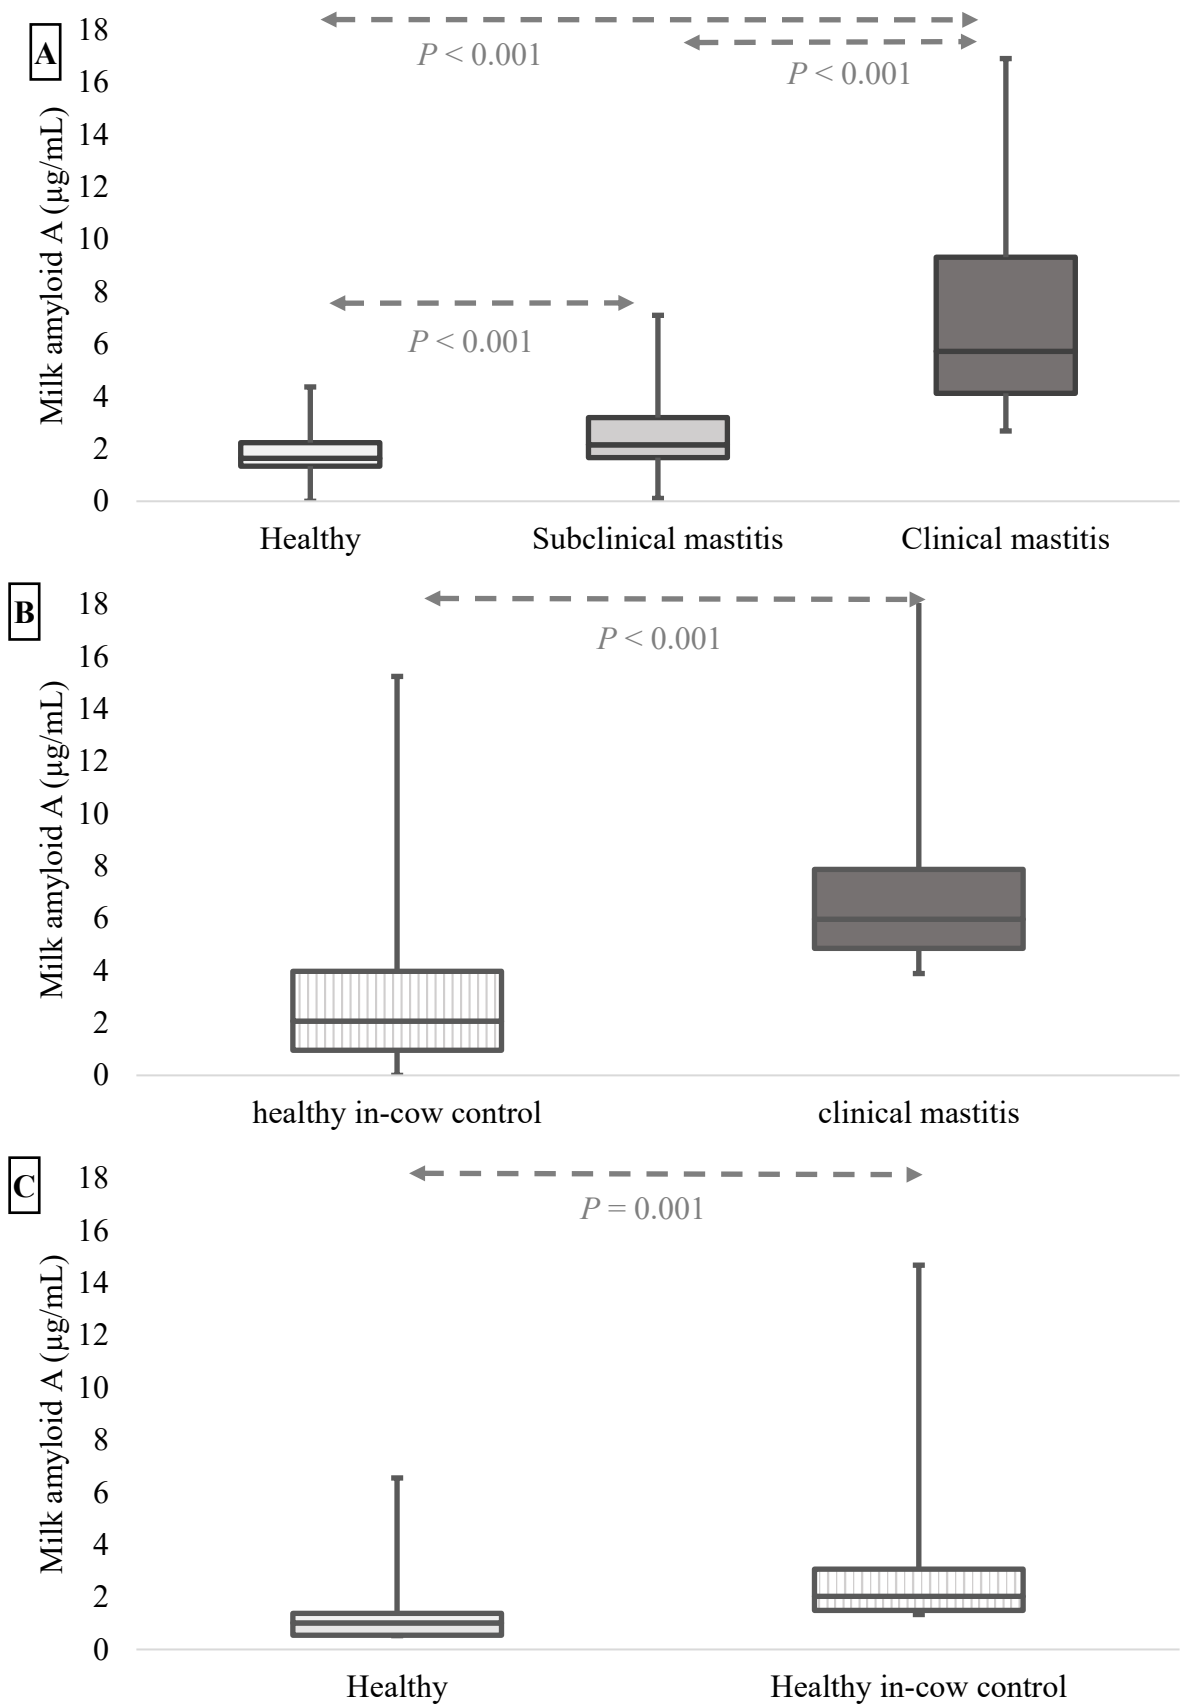 A
Milk amyloid A (µg/mL)
18
16
14
12
10
8
6
4
2
0
P < 0.001
P < 0.001
P < 0.001
Healthy
Subclinical mastitis
Clinical mastitis
B
Milk amyloid A (µg/mL)
18
16
14
12
10
8
6
4
2
0
P < 0.001
healthy in-cow control
clinical mastitis
C
Milk amyloid A (µg/mL)
18
16
14
12
10
8
6
4
2
0
P = 0.001
Healthy
Healthy in-cow control